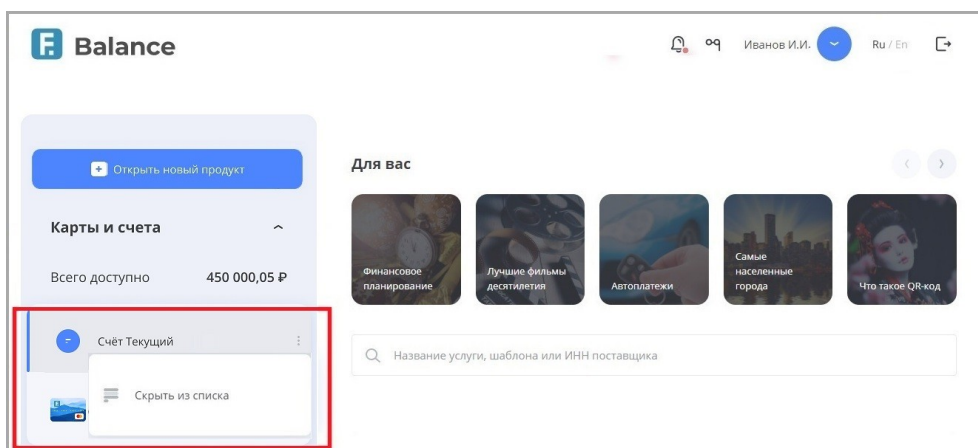 F. Balance
Иванов И.И.
Ru / En
Открыть новый продукт
Карты и счета
Всего доступно 450 000,05 ₽
Счёт Текущий
Скрыть из списка
Для вас
Финансовое
планирование
Лучшие фильмы
десятилетия
Автоплатежи
Самые
населенные
города
Что такое QR-код
Название услуги, шаблона или ИНН поставщика